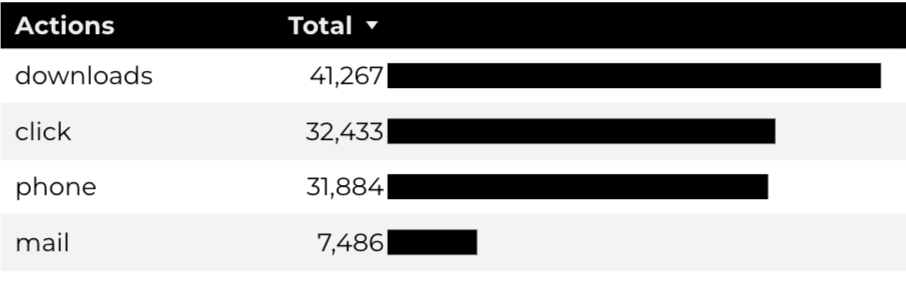 Actions Total
downloads 41,267
click 32,433
phone 31,884
mail 7,486